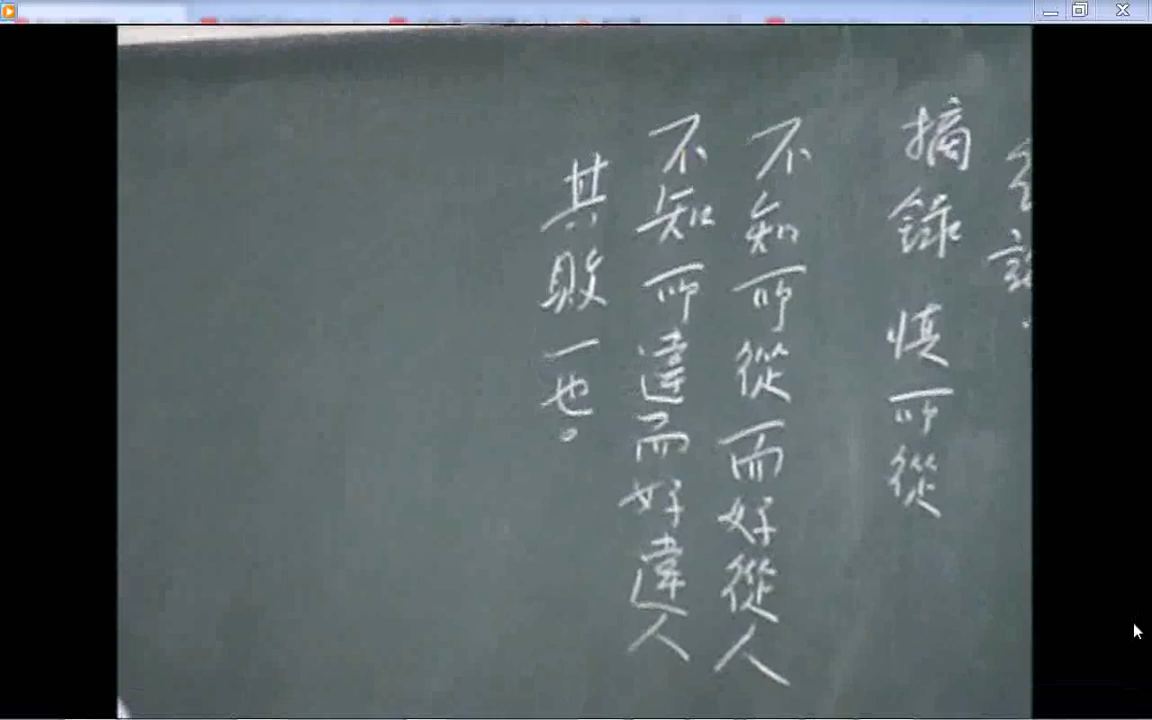 摘錄 慎所從
不知所從而好從人
不知所違而好違人
其敗一也。